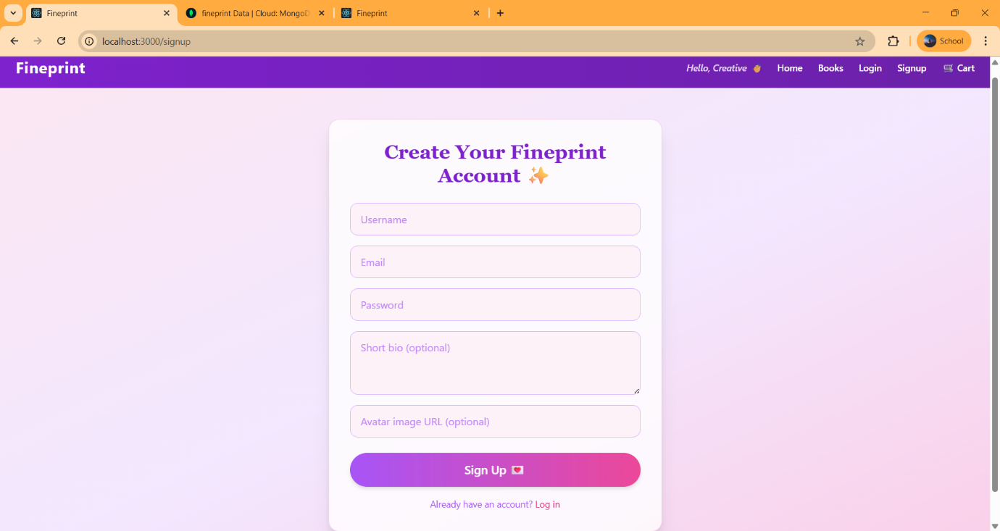 Fineprint
fineprint Data | Cloud: MongoD
Fineprint
localhost:3000/signup
School
Fineprint
Hello, Creative 👋
Home
Books
Login
Signup
🛒 Cart
Create Your Fineprint
Account ✨
Username
Email
Password
Short bio (optional)
Avatar image URL (optional)
Sign Up 💌
Already have an account? Log in